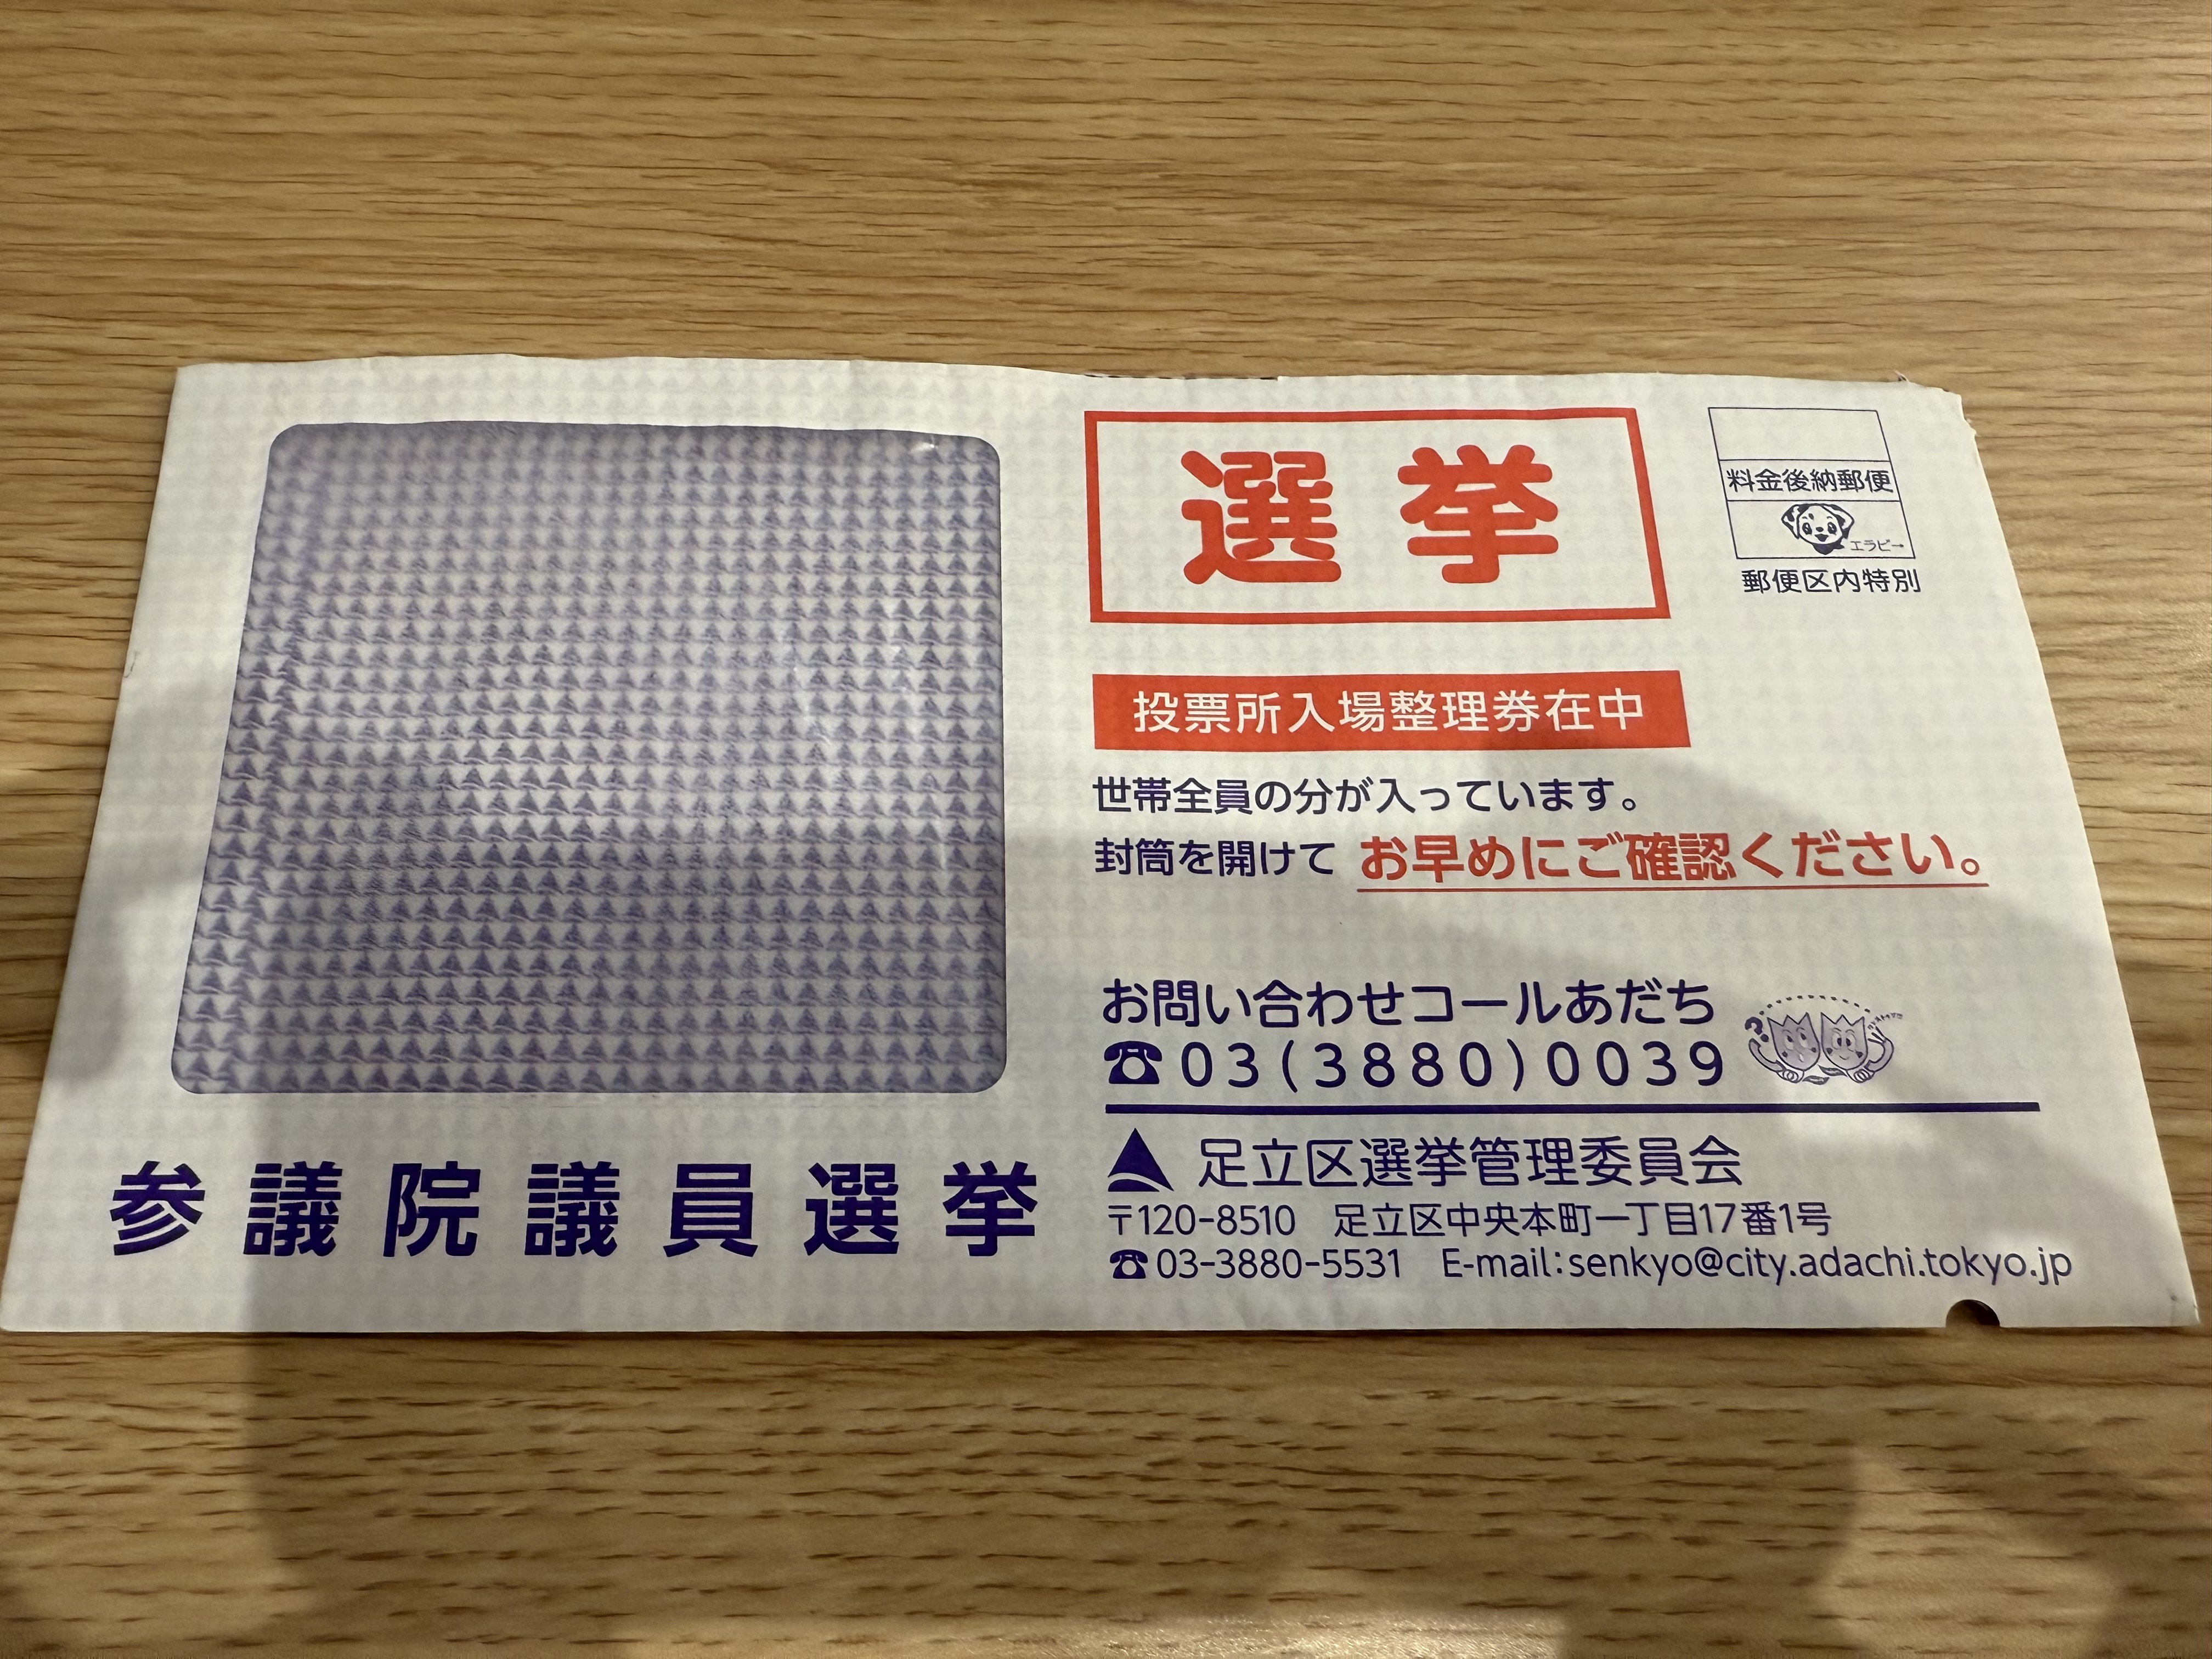 選挙
料金後納郵便
エラビー
郵便区内特別
投票所入場整理券在中
世帯全員の分が入っています。
封筒を開けて お早めにご確認ください。
お問い合わせコールあだち
☎03(3880)0039
参議院議員選挙
足立区選挙管理委員会
〒120-8510 足立区中央本町一丁目17番1号
☎03-3880-5531 E-mail:senkyo@city.adachi.tokyo.jp